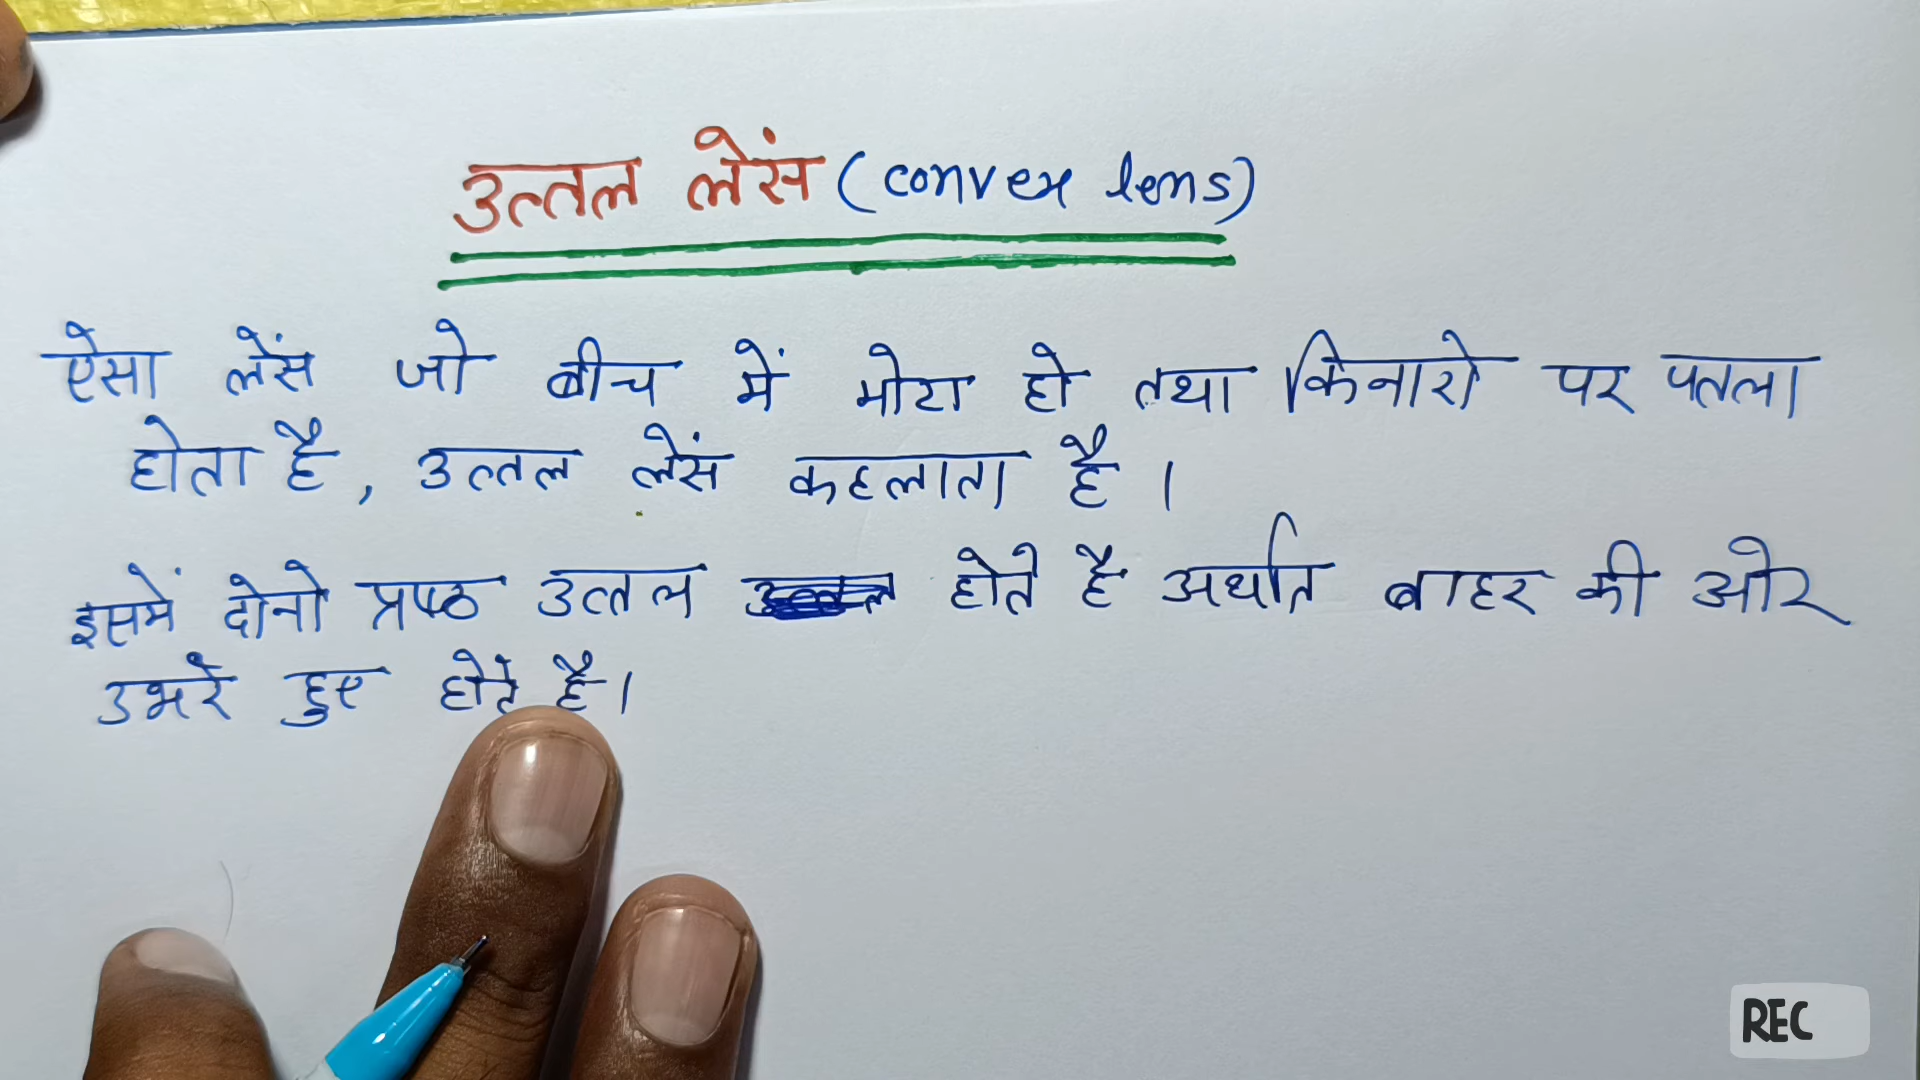 उत्तल लेंस (convex lens)
ऐसा लेंस जो बीच में मोटा हो तथा किनारो पर पतला
होता है, उत्तल लेंस कहलाता है।
इसमें दोनो प्रष्ठ उत्तल होते है अर्थात बाहर की ओर
उभरे हुए होते है।
REC